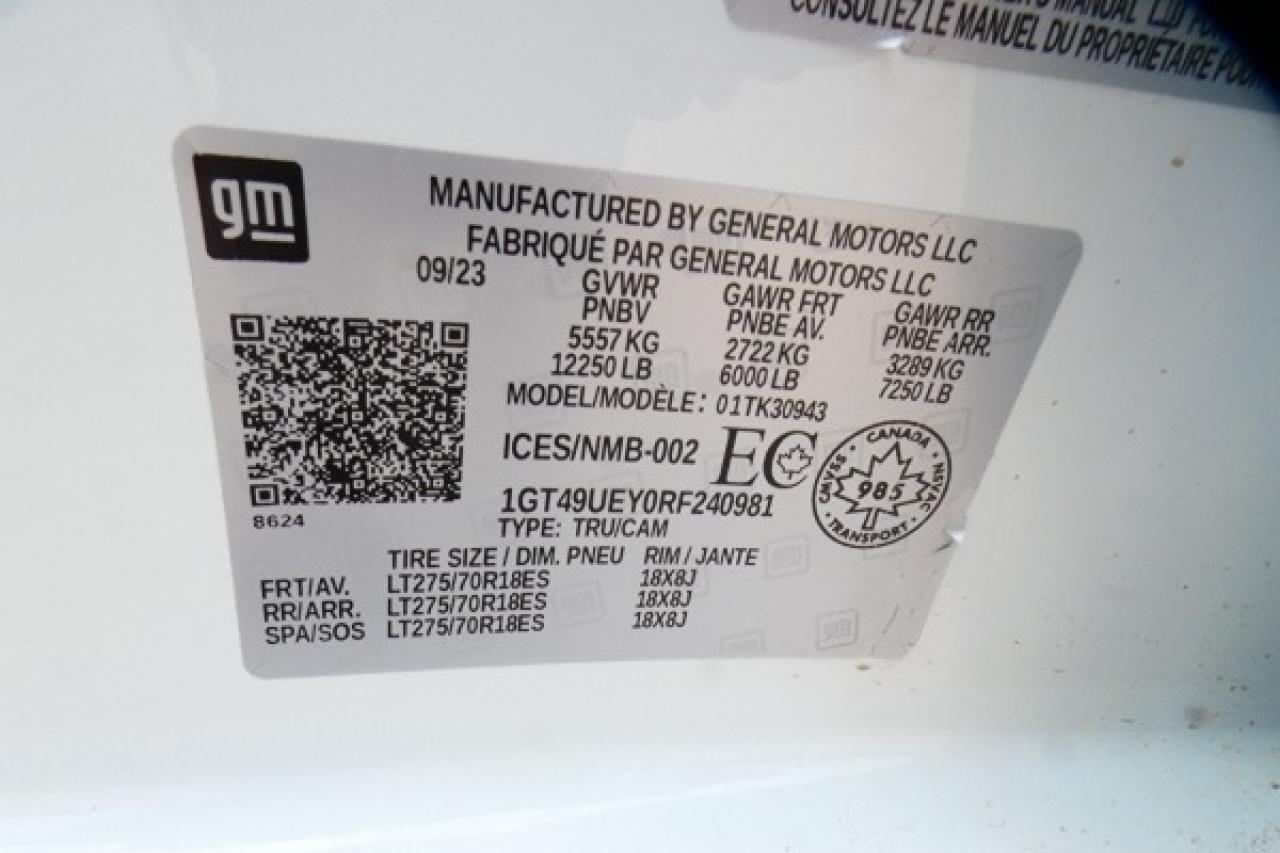 MANUAL
CONSULTEZ LE MANUEL DU PROPRIÉTAIRE POUR
gm
MANUFACTURED BY GENERAL MOTORS LLC
FABRIQUÉ PAR GENERAL MOTORS LLC
09/23
GVWR GAWR FRT GAWR RR
PNBV PNBE AV. PNBE ARR.
5557 KG 2722 KG 3289 KG
12250 LB 6000 LB 7250 LB
MODEL/MODÈLE: 01TK30943
ICES/NMB-002 EC
CANADA
CMVSS 985 NSVAC
TRANSPORT
1GT49UEY0RF240981
8624
TYPE: TRU/CAM
TIRE SIZE / DIM. PNEU RIM / JANTE
FRT/AV. LT275/70R18ES 18X8J
RR/ARR. LT275/70R18ES 18X8J
SPA/SOS LT275/70R18ES 18X8J